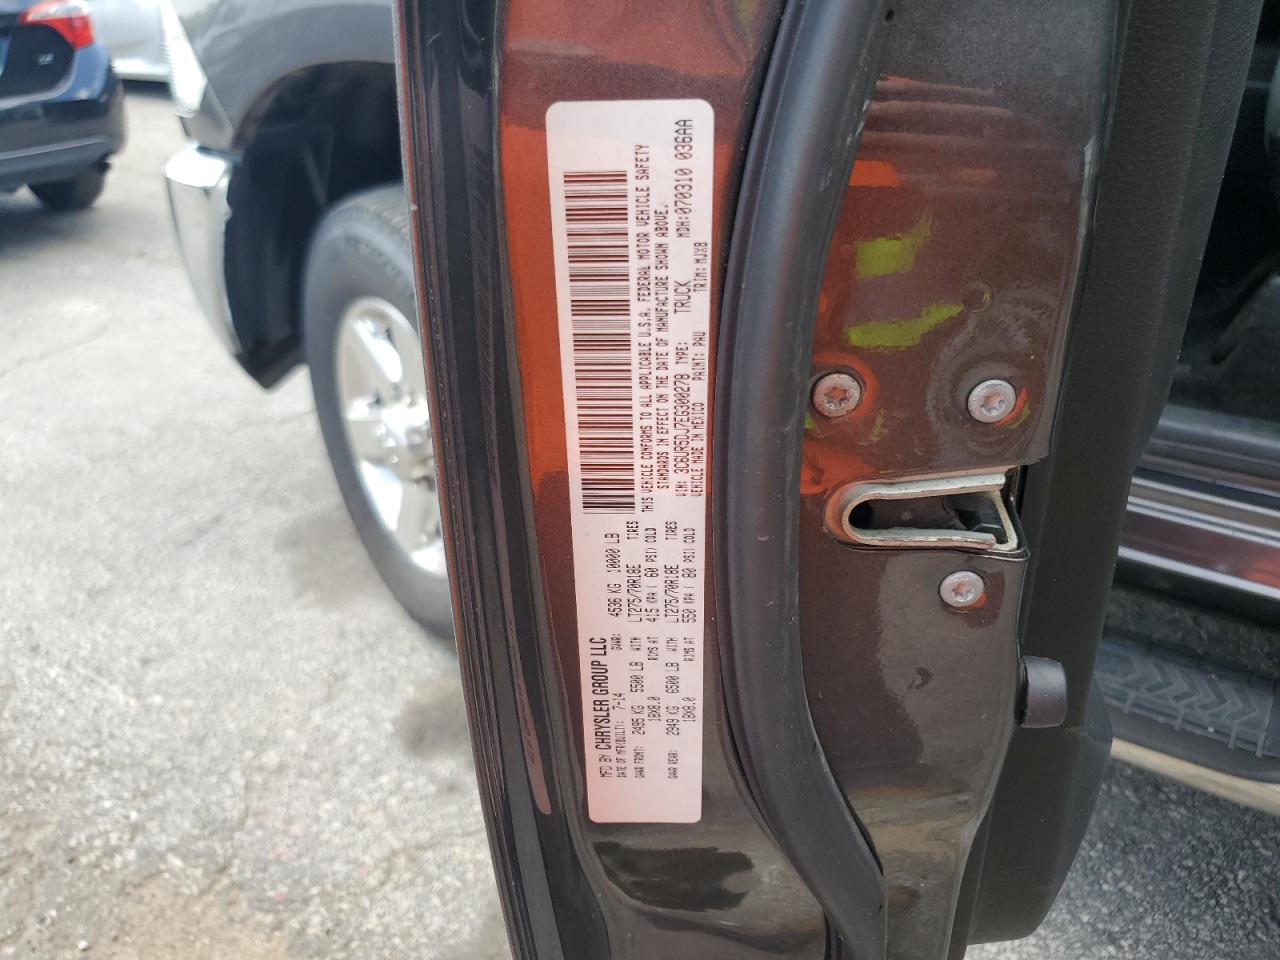 MFD BY CHRYSLER GROUP LLC
DATE OF MFR(BUILT): 7-14 GVWR: 4536 KG 10000 LB
GAWR FRONT: 2495 KG 5500 LB WITH LT275/70R18E TIRES
18X8.0 RIMS AT 415 KPA ( 60 PSI) COLD
GAWR REAR: 2949 KG 6500 LB WITH LT275/70R18E TIRES
18X8.0 RIMS AT 550 KPA ( 80 PSI) COLD
THIS VEHICLE CONFORMS TO ALL APPLICABLE U.S.A. FEDERAL MOTOR VEHICLE SAFETY
STANDARDS IN EFFECT ON THE DATE OF MANUFACTURE SHOWN ABOVE.
VIN: 3C6UR5DJ7EG300278 TYPE: TRUCK MDH:070310 036AA
VEHICLE MADE IN MEXICO PAINT: PAU TRIM: MJX8